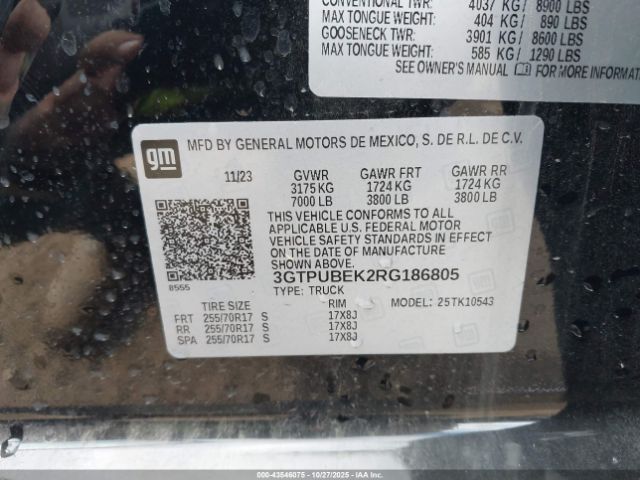 CONVENTIONAL TWR: 4037 KG/ 8900 LBS
MAX TONGUE WEIGHT: 404 KG/ 890 LBS
GOOSENECK TWR: 3901 KG/ 8600 LBS
MAX TONGUE WEIGHT: 585 KG/ 1290 LBS
SEE OWNER'S MANUAL FOR MORE INFORMAT
gm MFD BY GENERAL MOTORS DE MEXICO, S. DE R.L. DE C.V.
11/23 GVWR GAWR FRT GAWR RR
3175 KG 1724 KG 1724 KG
7000 LB 3800 LB 3800 LB
THIS VEHICLE CONFORMS TO ALL
APPLICABLE U.S. FEDERAL MOTOR
VEHICLE SAFETY STANDARDS IN EFFECT
ON THE DATE OF MANUFACTURE
SHOWN ABOVE.
8555
3GTPUBEK2RG186805
TYPE: TRUCK MODEL: 25TK10543
TIRE SIZE RIM
FRT 255/70R17 S 17X8J
RR 255/70R17 S 17X8J
SPA 255/70R17 S 17X8J
000-43546075 - 10/27/2025 - IAAI.COM